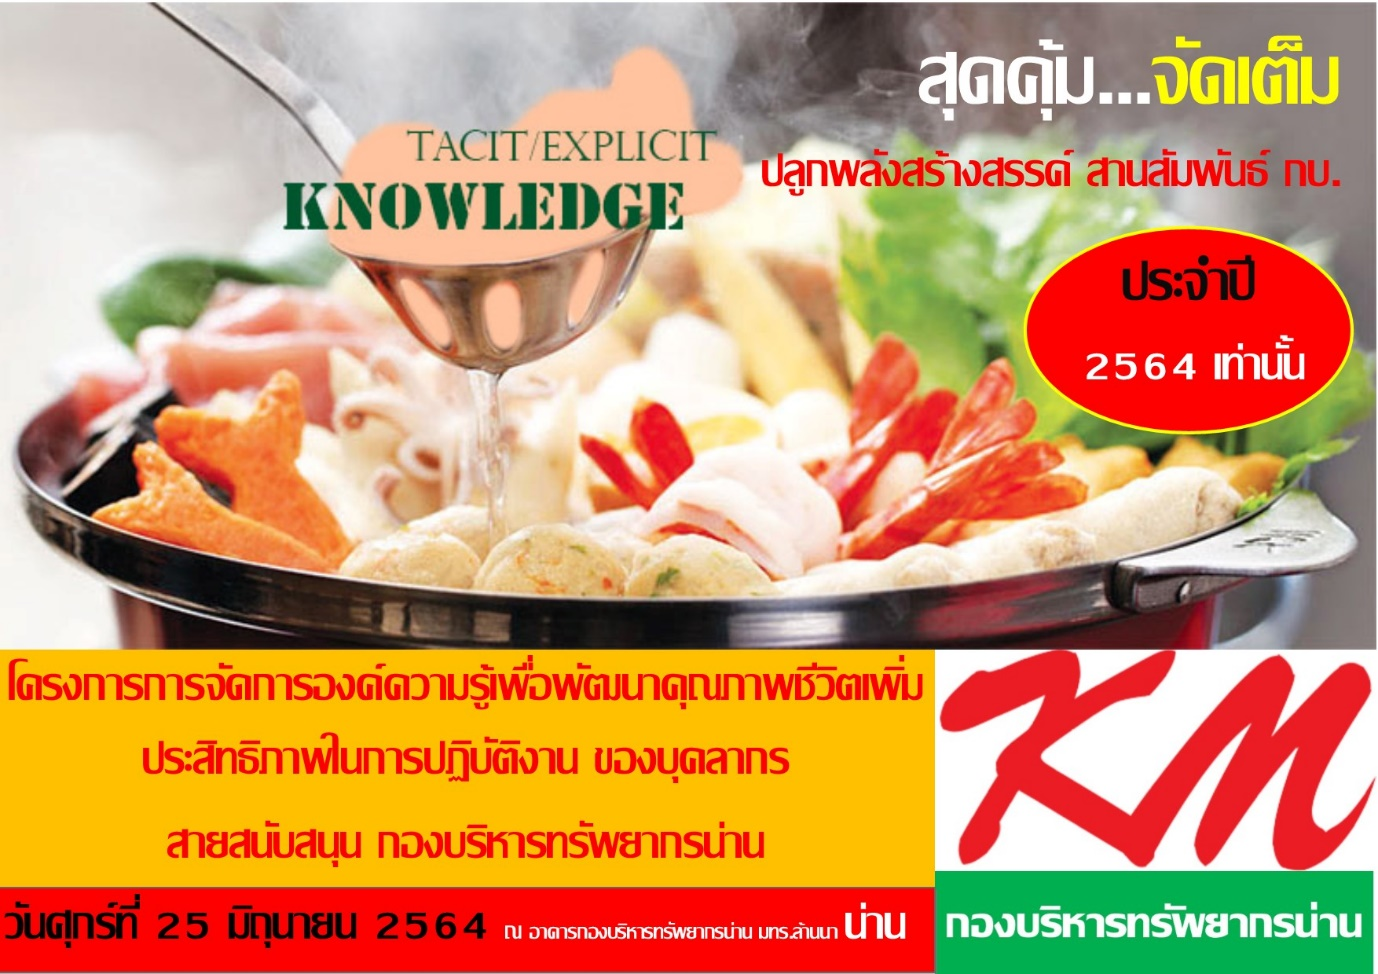 สุดคุ้ม...จัดเต็ม
TACIT/EXPLICIT
KNOWLEDGE
ปลูกพลังสร้างสรรค์ สานสัมพันธ์ กบ.
ประจำปี
2564 เท่านั้น
โครงการการจัดการองค์ความรู้เพื่อพัฒนาคุณภาพชีวิตเพิ่ม
ประสิทธิภาพในการปฏิบัติงาน ของบุคลากร
สายสนับสนุน กองบริหารทรัพยากรน่าน
KM
วันศุกร์ที่ 25 มิถุนายน 2564 ณ อาคารกองบริหารทรัพยากรน่าน มทร.ล้านนา น่าน
กองบริหารทรัพยากรน่าน